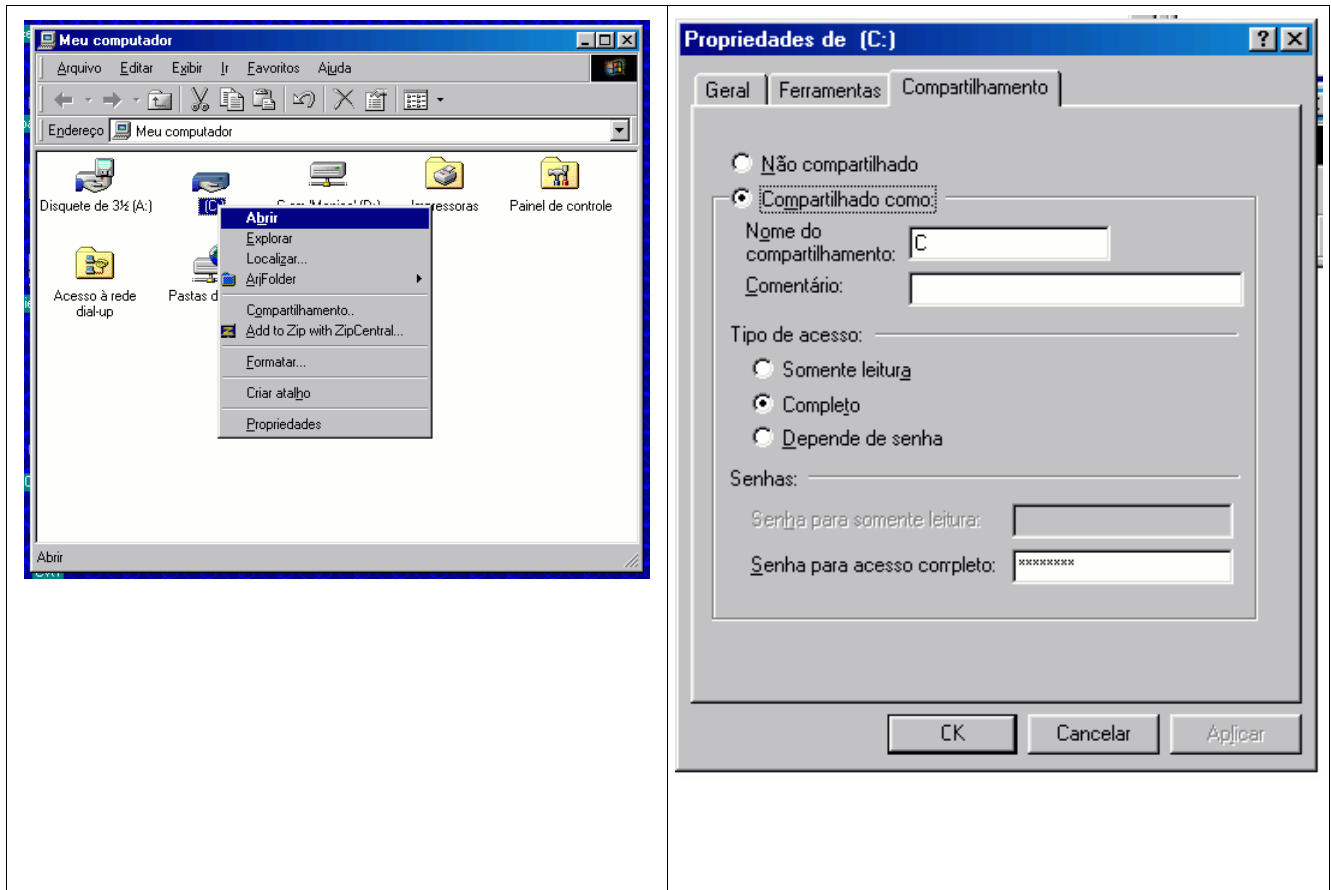 Meu computador
Arquivo Editar Exibir Ir Favoritos Ajuda
Endereço Meu computador
Disquete de 3½ (A:)
(C:
'Monica' (D:)
Impressoras
Painel de controle
Abrir
Explorar
Localizar...
ArjFolder
Compartilhamento..
Add to Zip with ZipCentral...
Formatar...
Criar atalho
Propriedades
Acesso à rede
dial-up
Pastas d
Abrir
Propriedades de (C:)
Geral Ferramentas Compartilhamento
Não compartilhado
Compartilhado como:
Nome do
compartilhamento:
C
Comentário:
Tipo de acesso:
Somente leitura
Completo
Depende de senha
Senhas:
Senha para somente leitura:
Senha para acesso completo: ********
OK Cancelar Aplicar